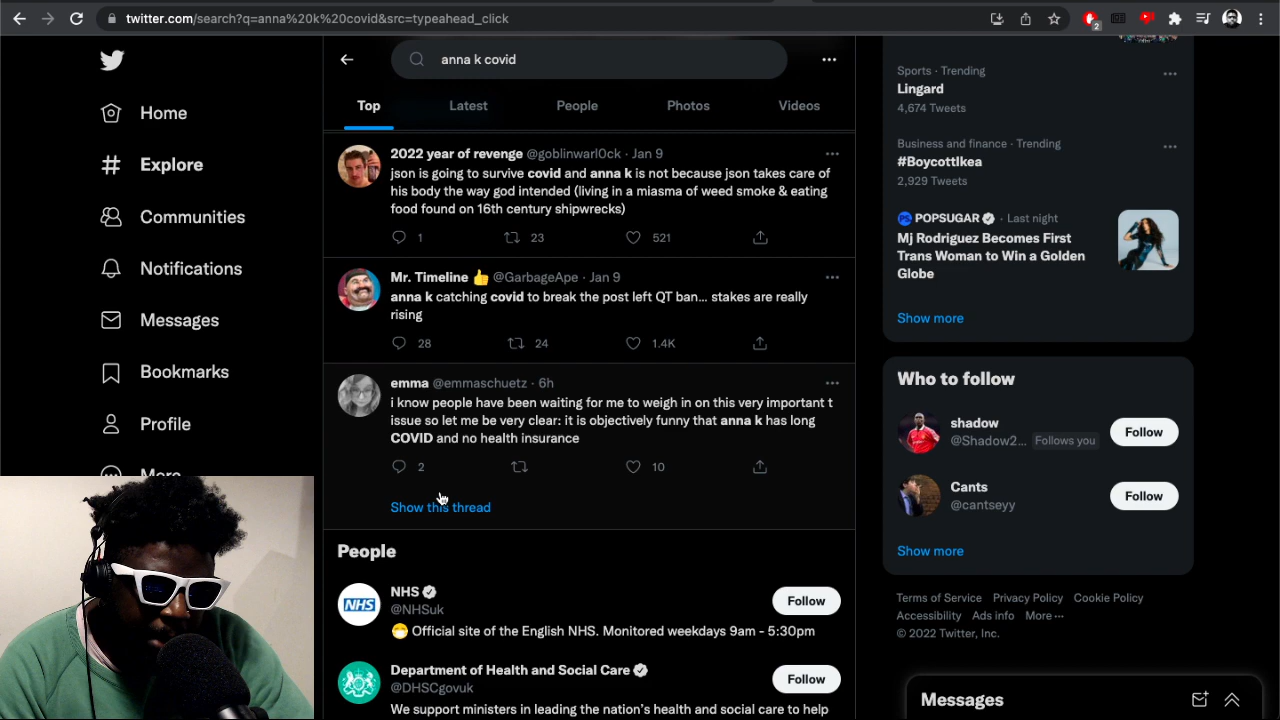 twitter.com/search?q=anna%20k%20covid&src=typeahead_click
2
Home
Explore
Communities
Notifications
Messages
Bookmarks
Profile
More
anna k covid
Top
Latest
People
Photos
Videos
2022 year of revenge @goblinwarl0ck · Jan 9
json is going to survive covid and anna k is not because json takes care of
his body the way god intended (living in a miasma of weed smoke & eating
food found on 16th century shipwrecks)
1
23
521
Mr. Timeline 👍 @GarbageApe · Jan 9
anna k catching covid to break the post left QT ban... stakes are really
rising
28
24
1.4K
emma @emmaschuetz · 6h
i know people have been waiting for me to weigh in on this very important t
issue so let me be very clear: it is objectively funny that anna k has long
COVID and no health insurance
2
10
Show this thread
People
NHS
@NHSuk
Follow
😷 Official site of the English NHS. Monitored weekdays 9am - 5:30pm
Department of Health and Social Care
@DHSCgovuk
Follow
We support ministers in leading the nation's health and social care to help
Sports · Trending
Lingard
4,674 Tweets
Business and finance · Trending
#BoycottIkea
2,929 Tweets
PS POPSUGAR · Last night
Mj Rodriguez Becomes First
Trans Woman to Win a Golden
Globe
Show more
Who to follow
shadow
@Shadow2... Follows you
Follow
Cants
@cantseyy
Follow
Show more
Terms of Service Privacy Policy Cookie Policy
Accessibility Ads info More ···
© 2022 Twitter, Inc.
Messages